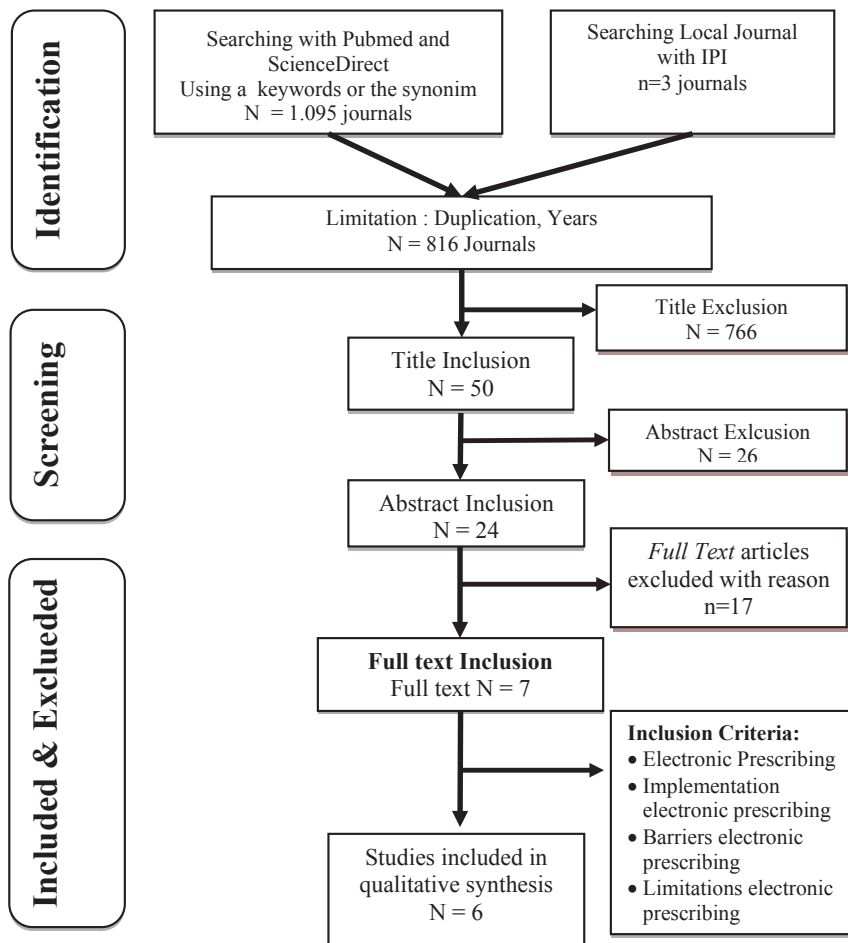 Identification
Searching with Pubmed and
ScienceDirect
Using a keywords or the synonim
N = 1.095 journals
Searching Local Journal
with IPI
n=3 journals
Limitation : Duplication, Years
N = 816 Journals
Title Exclusion
N = 766
Screening
Title Inclusion
N = 50
Abstract Exlcusion
N = 26
Abstract Inclusion
N = 24
Included & Exclueded
Full Text articles
excluded with reason
n=17
Full text Inclusion
Full text N = 7
Inclusion Criteria:
• Electronic Prescribing
• Implementation
electronic prescribing
• Barriers electronic
prescribing
• Limitations electronic
prescribing
Studies included in
qualitative synthesis
N = 6